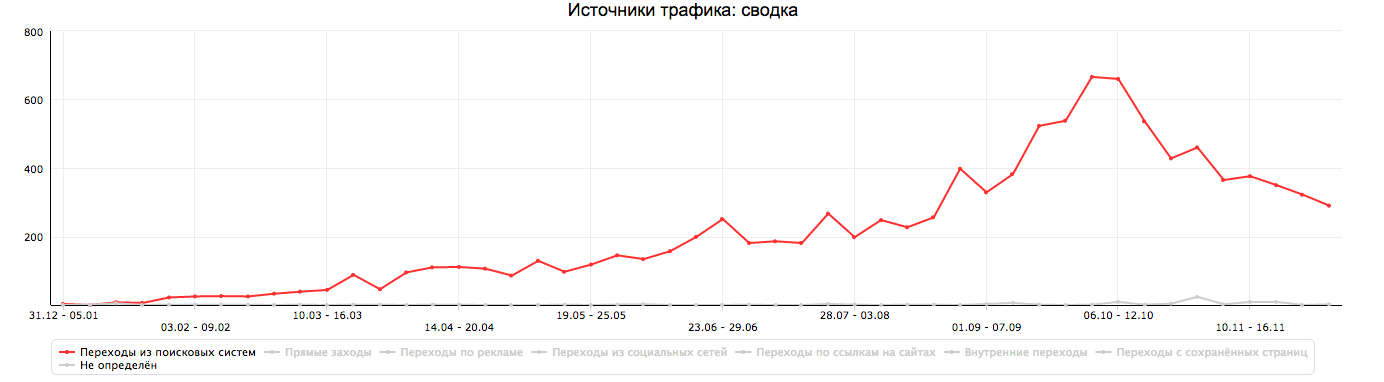 Источники трафика: сводка
800
600
400
200
31.12 - 05.01
03.02 - 09.02
10.03 - 16.03
14.04 - 20.04
19.05 - 25.05
23.06 - 29.06
28.07 - 03.08
01.09 - 07.09
06.10 - 12.10
10.11 - 16.11
Переходы из поисковых систем Прямые заходы Переходы по рекламе Переходы из социальных сетей Переходы по ссылкам на сайтах Внутренние переходы Переходы с сохранённых страниц
Не определён